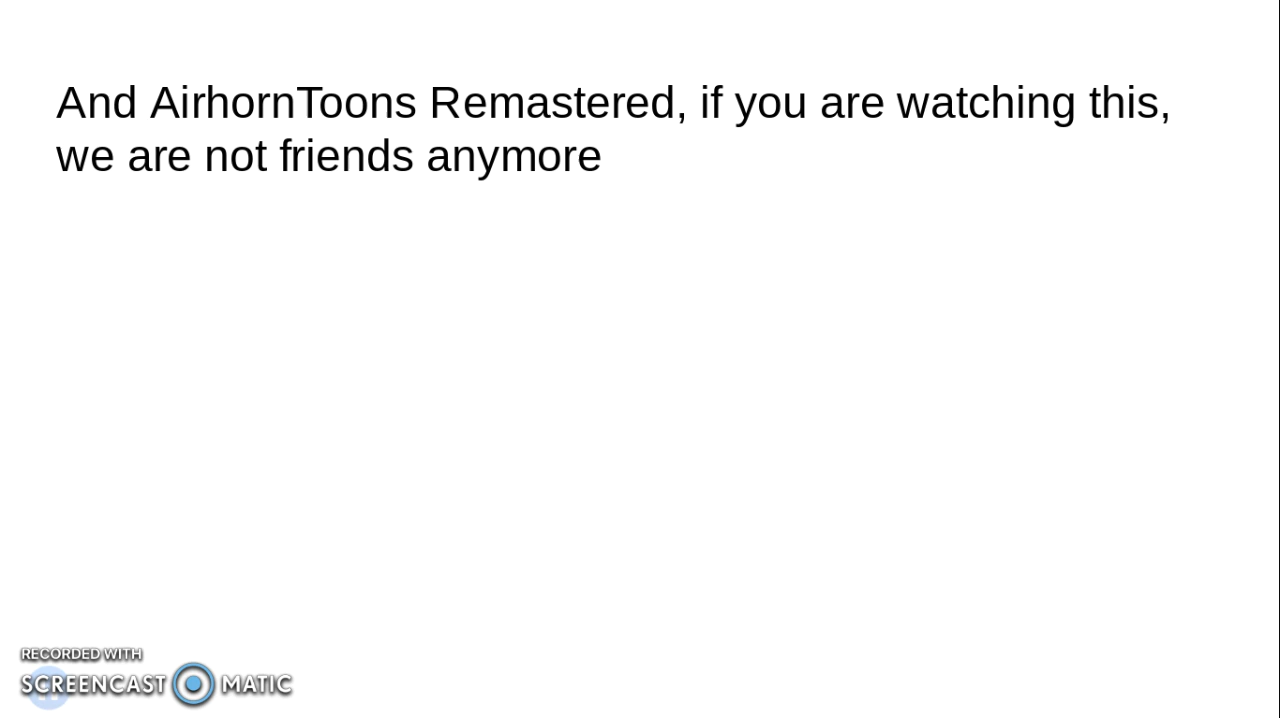 And AirhornToons Remastered, if you are watching this,
we are not friends anymore
RECORDED WITH
SCREENCAST MATIC